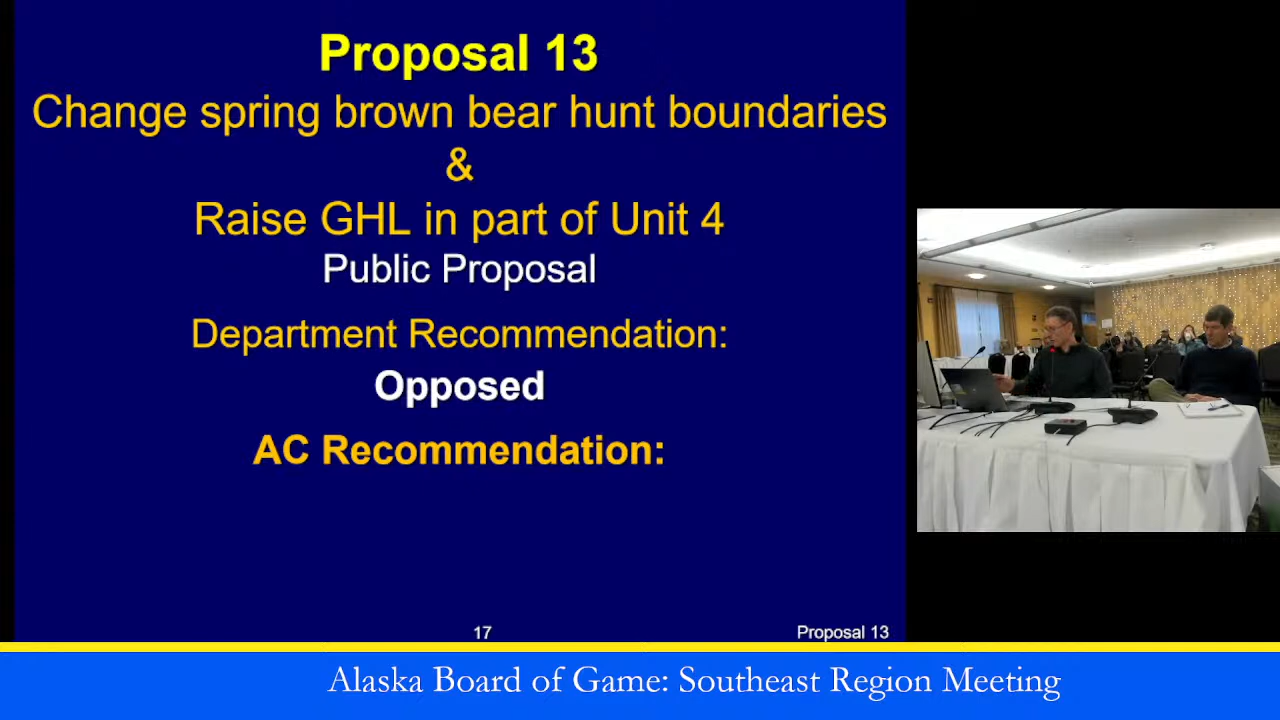 Proposal 13
Change spring brown bear hunt boundaries
&
Raise GHL in part of Unit 4
Public Proposal
Department Recommendation:
Opposed
AC Recommendation:
17
Proposal 13
Alaska Board of Game: Southeast Region Meeting